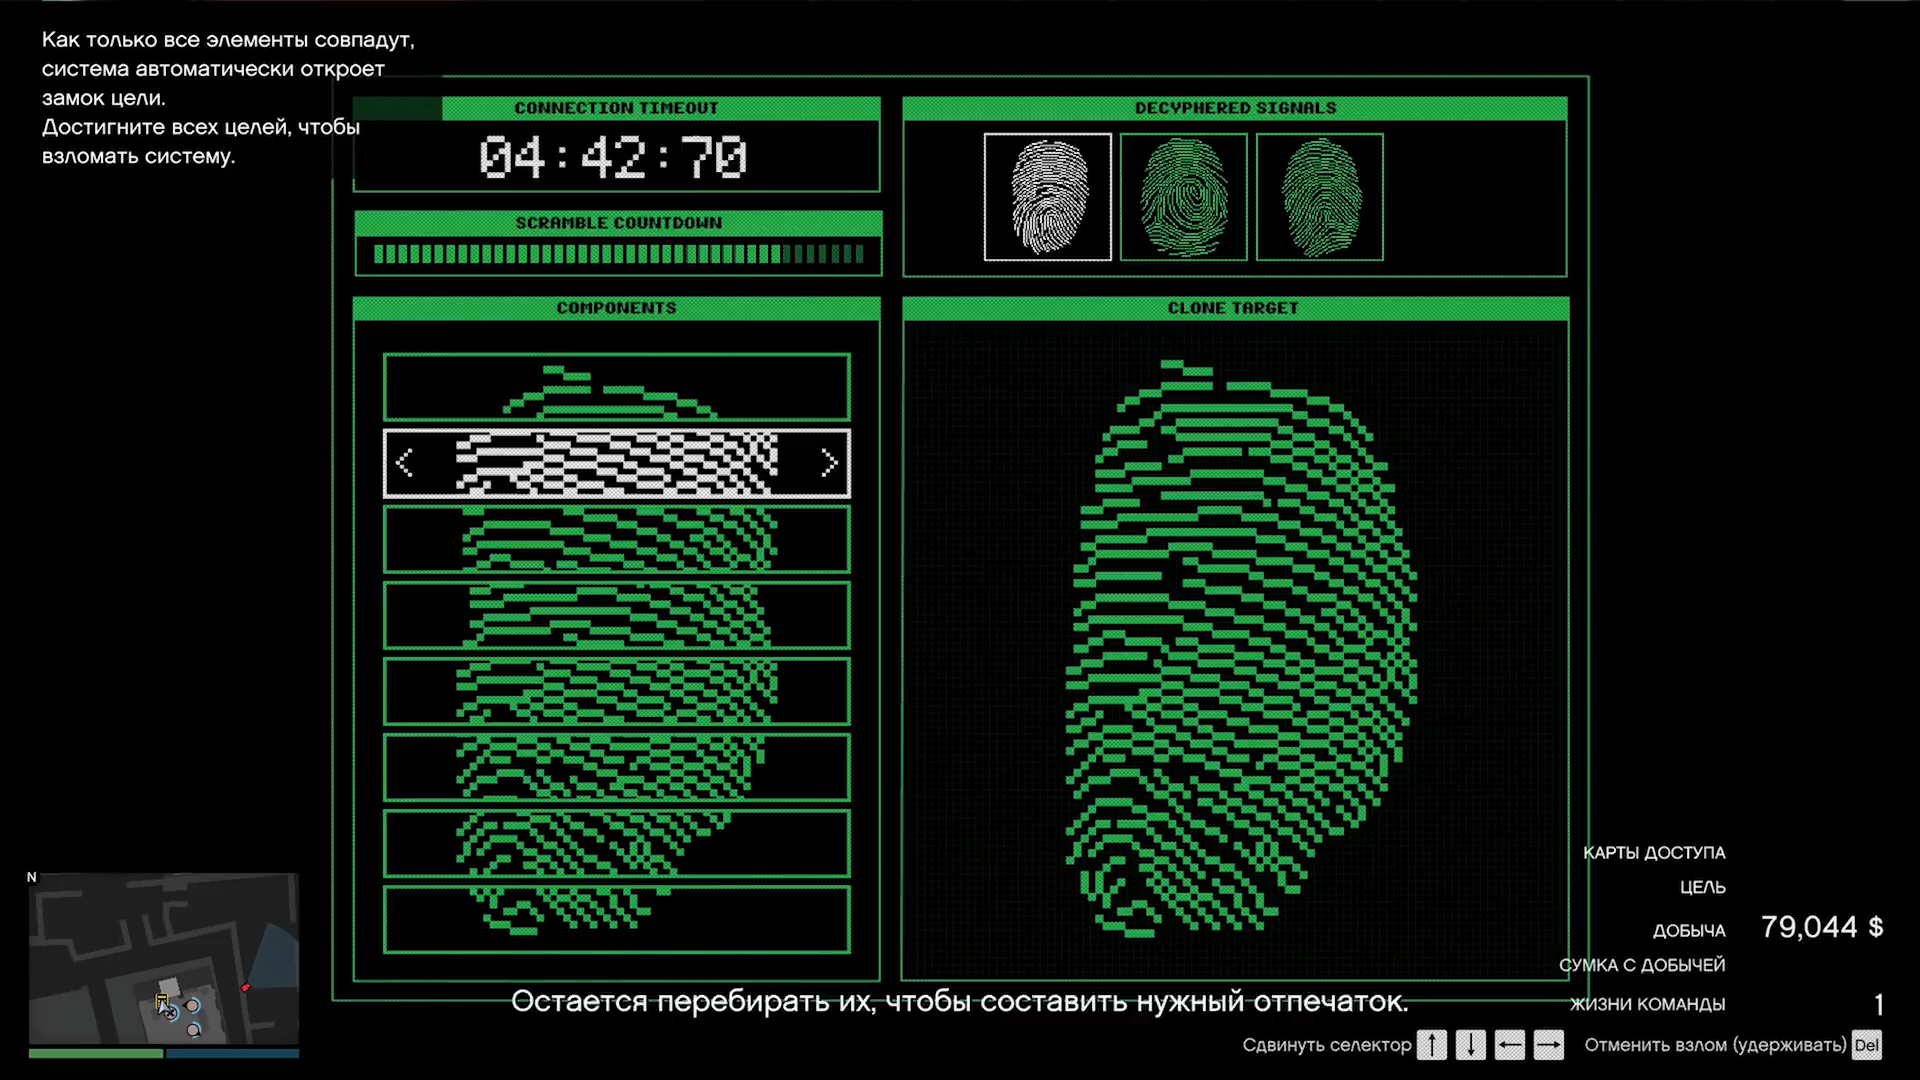 Как только все элементы совпадут,
система автоматически откроет
замок цели.
Достигните всех целей, чтобы
взломать систему.
CONNECTION TIMEOUT
04:42:70
DECYPHERED SIGNALS
SCRAMBLE COUNTDOWN
COMPONENTS
CLONE TARGET
N
КАРТЫ ДОСТУПА
ЦЕЛЬ
ДОБЫЧА 79,044 $
СУМКА С ДОБЫЧЕЙ
ЖИЗНИ КОМАНДЫ 1
Остается перебирать их, чтобы составить нужный отпечаток.
Сдвинуть селектор ↑ ↓ ← → Отменить взлом (удерживать) Del